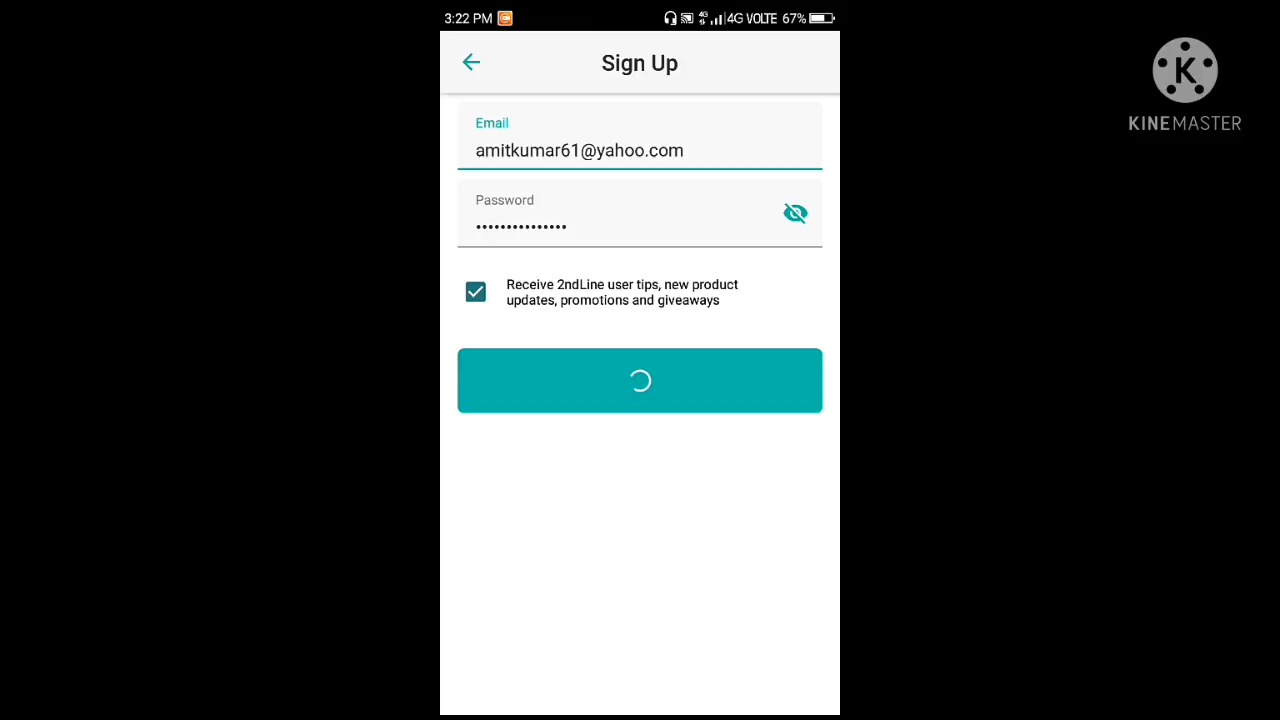 3:22 PM 4G 4G VOLTE 67%
Sign Up
K
KINEMASTER
Email
amitkumar61@yahoo.com
Password
•••••••••••••••
Receive 2ndLine user tips, new product
updates, promotions and giveaways